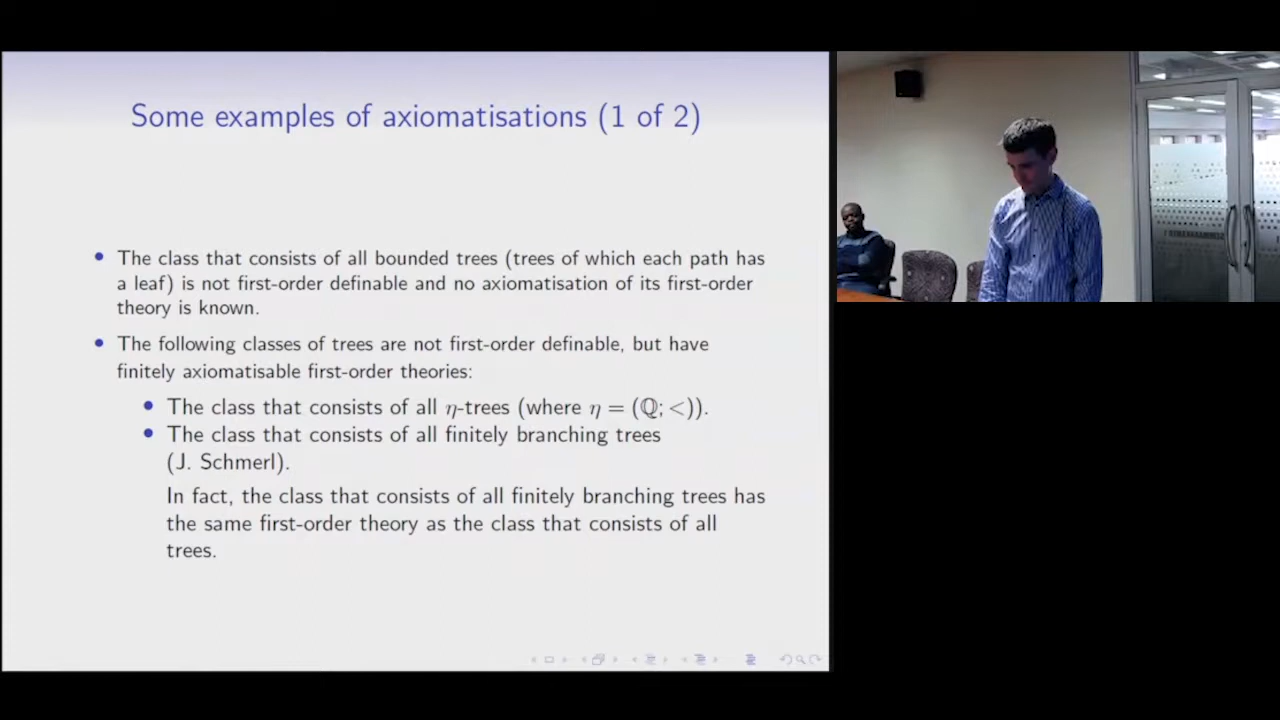 Some examples of axiomatisations (1 of 2)
• The class that consists of all bounded trees (trees of which each path has
a leaf) is not first-order definable and no axiomatisation of its first-order
theory is known.
• The following classes of trees are not first-order definable, but have
finitely axiomatisable first-order theories:
• The class that consists of all η-trees (where η = (ℚ; <)).
• The class that consists of all finitely branching trees
(J. Schmerl).
In fact, the class that consists of all finitely branching trees has
the same first-order theory as the class that consists of all
trees.